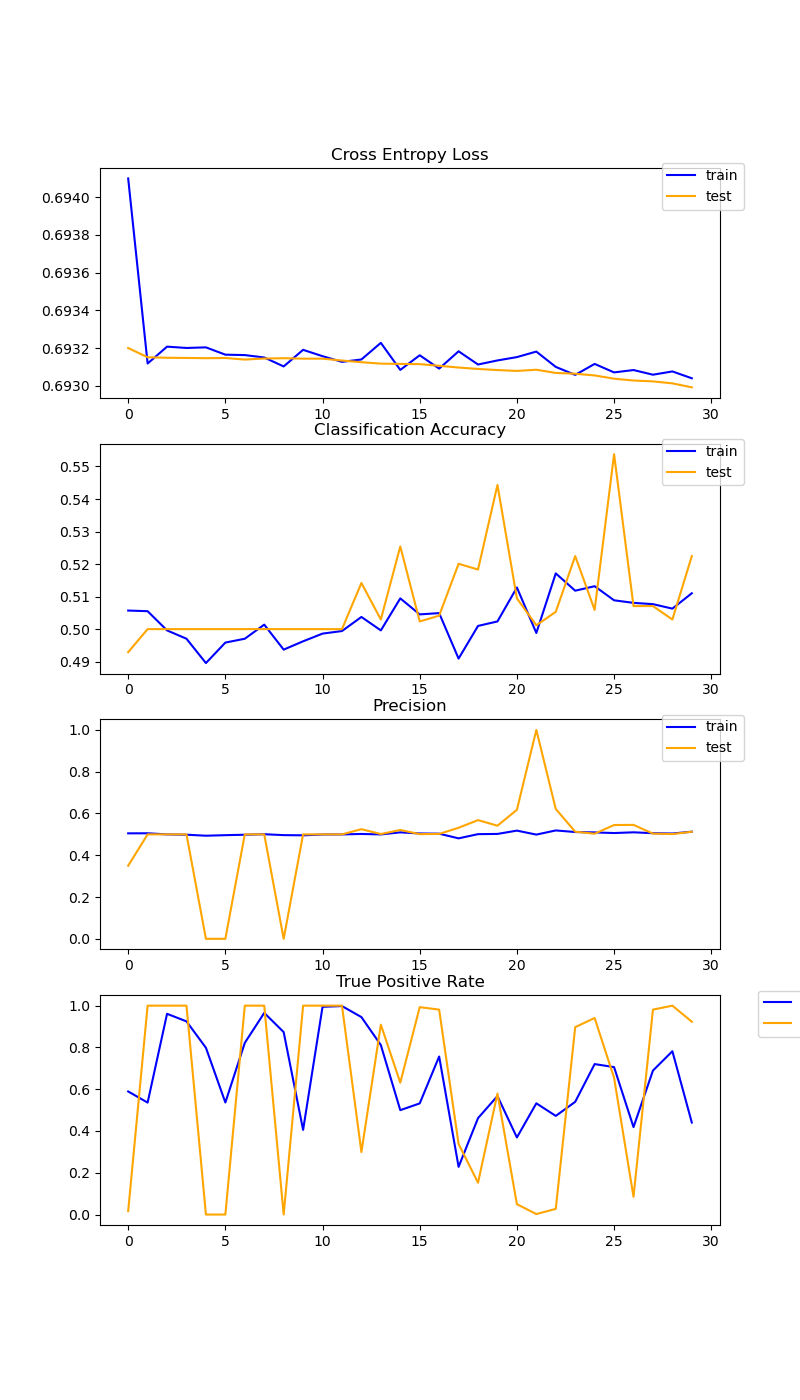 Cross Entropy Loss
train
test
0.6940
0.6938
0.6936
0.6934
0.6932
0.6930
0 5 10 15 20 25 30
Classification Accuracy
train
test
0.55
0.54
0.53
0.52
0.51
0.50
0.49
0 5 10 15 20 25 30
Precision
train
test
1.0
0.8
0.6
0.4
0.2
0.0
0 5 10 15 20 25 30
True Positive Rate
1.0
0.8
0.6
0.4
0.2
0.0
0 5 10 15 20 25 30